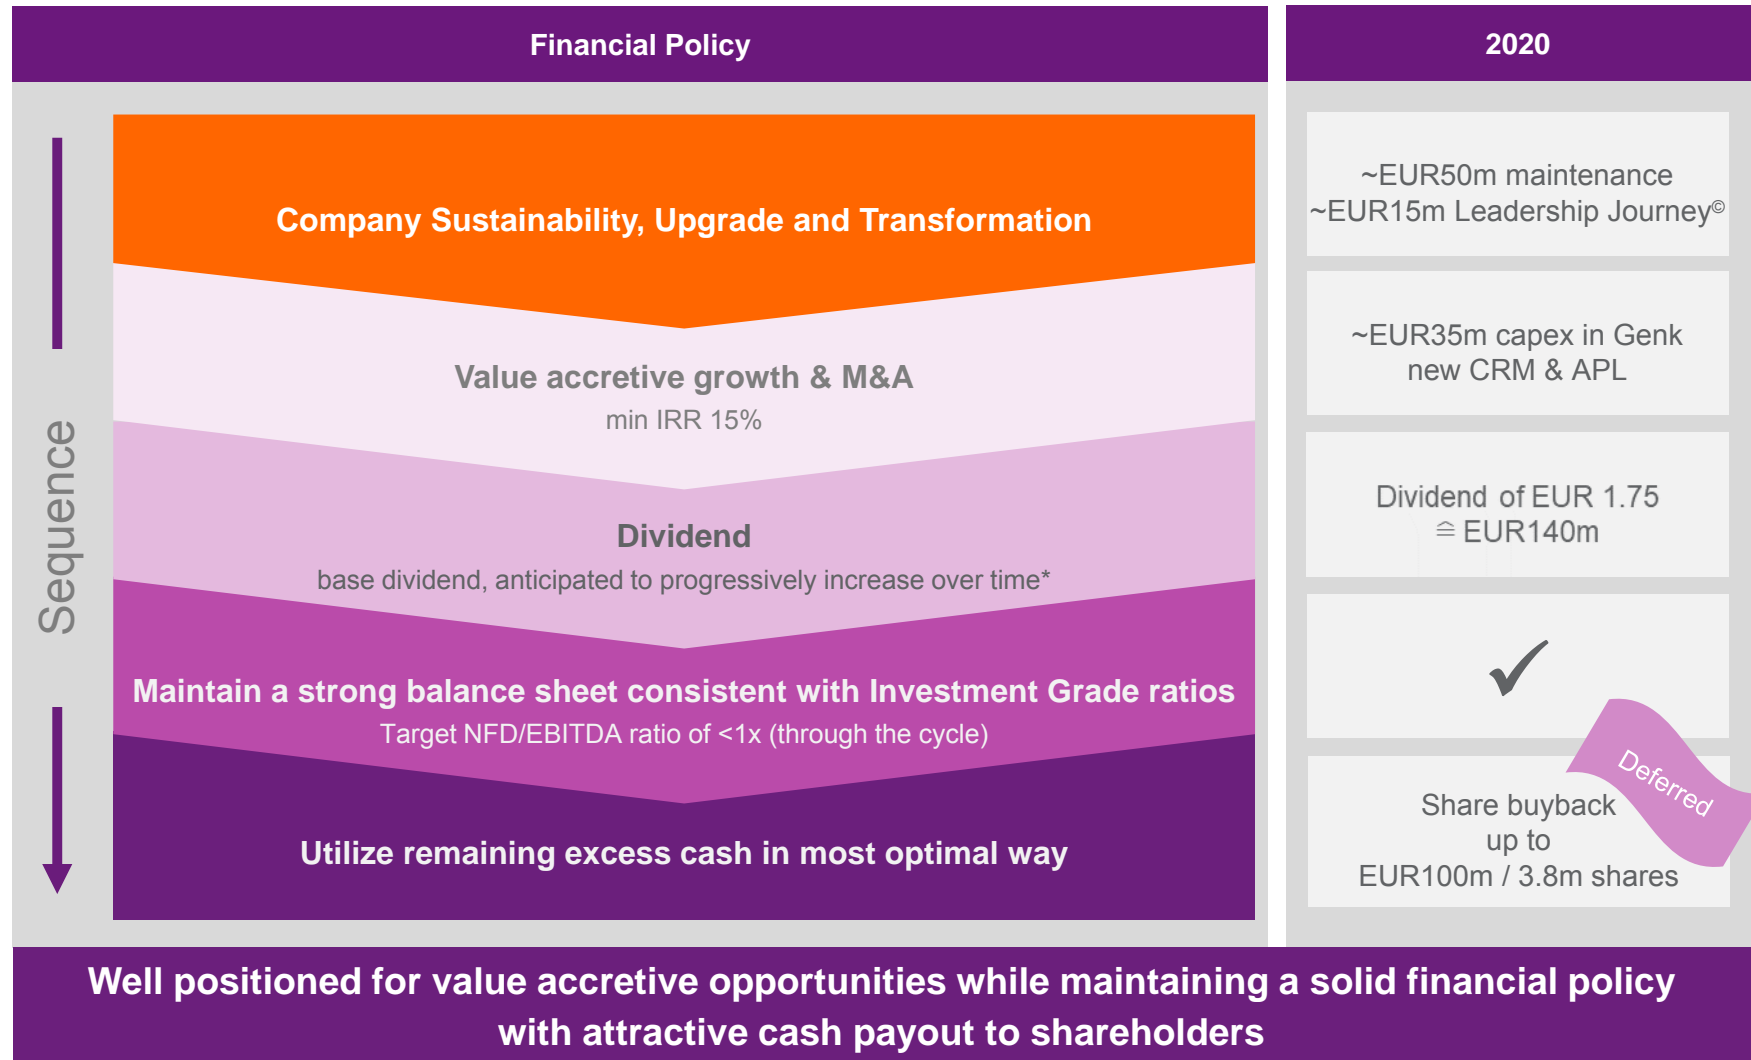 Financial Policy
2020
Sequence
Company Sustainability, Upgrade and Transformation
~EUR50m maintenance
~EUR15m Leadership Journey©
Value accretive growth & M&A
min IRR 15%
~EUR35m capex in Genk
new CRM & APL
Dividend
base dividend, anticipated to progressively increase over time*
Dividend of EUR 1.75
≙ EUR140m
Maintain a strong balance sheet consistent with Investment Grade ratios
Target NFD/EBITDA ratio of <1x (through the cycle)
✓
Deferred
Utilize remaining excess cash in most optimal way
Share buyback
up to
EUR100m / 3.8m shares
Well positioned for value accretive opportunities while maintaining a solid financial policy
with attractive cash payout to shareholders